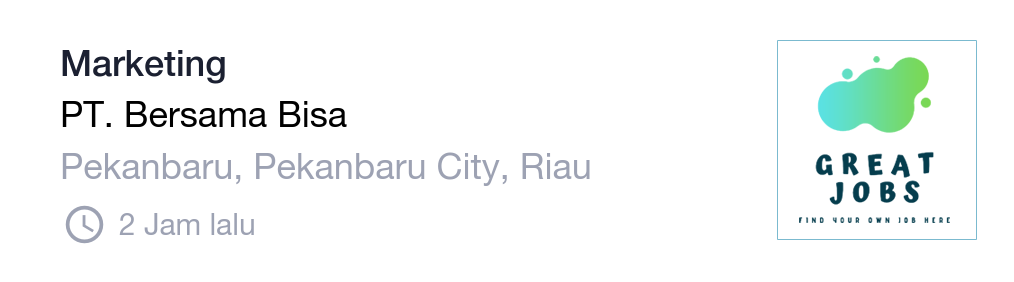 Marketing
PT. Bersama Bisa
Pekanbaru, Pekanbaru City, Riau
2 Jam lalu
GREAT
JOBS
FIND YOUR OWN JOB HERE